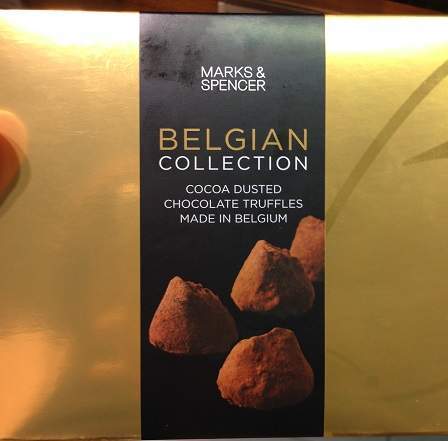 MARKS &
SPENCER
BELGIAN
COLLECTION
COCOA DUSTED
CHOCOLATE TRUFFLES
MADE IN BELGIUM